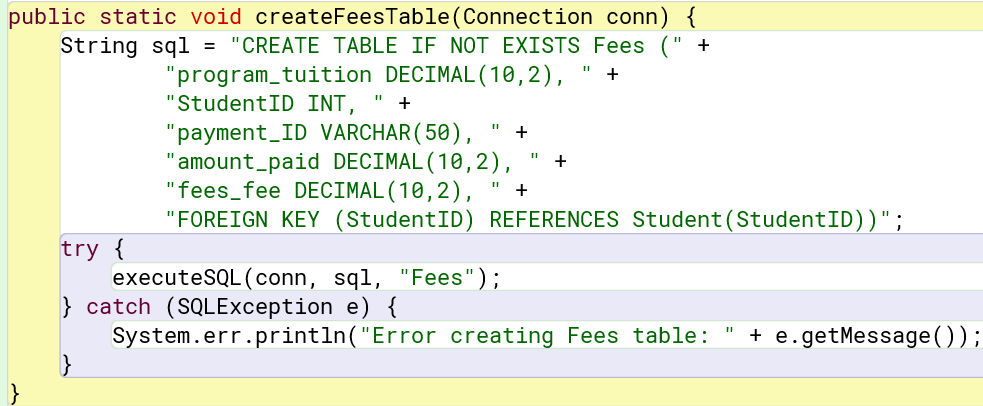 public static void createFeesTable(Connection conn) {
    String sql = "CREATE TABLE IF NOT EXISTS Fees (" +
            "program_tuition DECIMAL(10,2), " +
            "StudentID INT, " +
            "payment_ID VARCHAR(50), " +
            "amount_paid DECIMAL(10,2), " +
            "fees_fee DECIMAL(10,2), " +
            "FOREIGN KEY (StudentID) REFERENCES Student(StudentID))";
    try {
        executeSQL(conn, sql, "Fees");
    } catch (SQLException e) {
        System.err.println("Error creating Fees table: " + e.getMessage());
    }
}